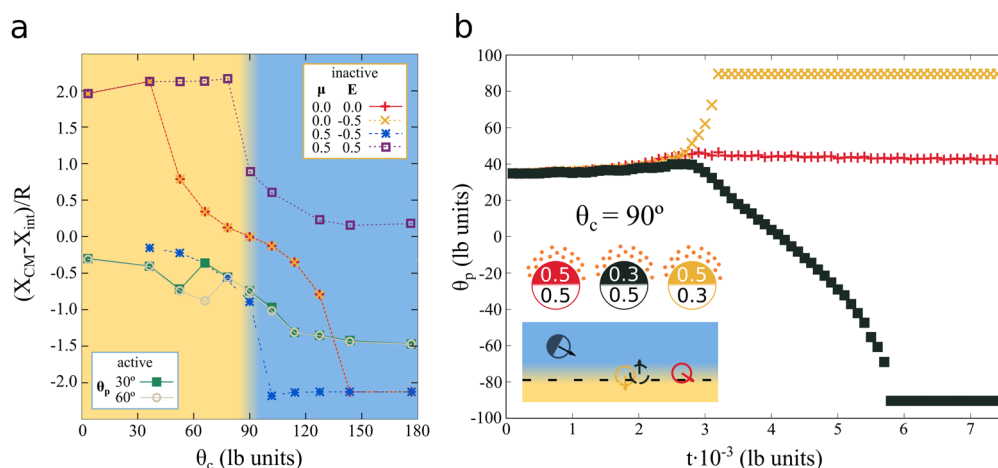 a
(X_CM-X_int)/R
2.0
1.5
1.0
0.5
0.0
-0.5
-1.0
-1.5
-2.0
inactive
μ E
0.0 0.0
0.0 -0.5
0.5 -0.5
0.5 0.5
active
θ_p 30º
60º
0 30 60 90 120 150 180
θ_c (lb units)
b
θ_p (lb units)
100
80
60
40
20
0
-20
-40
-60
-80
-100
θ_c = 90º
0.5 0.3 0.5
0.5 0.5 0.3
0 1 2 3 4 5 6 7
t·10⁻³ (lb units)